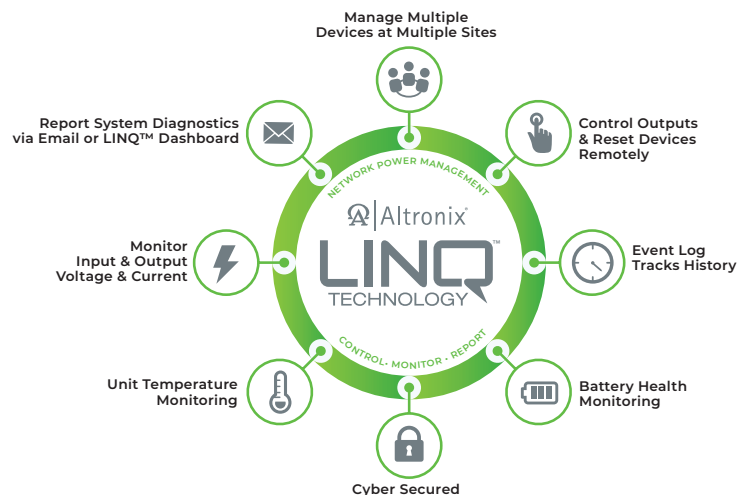 Manage Multiple
Devices at Multiple Sites
Report System Diagnostics
via Email or LINQ™ Dashboard
Control Outputs
& Reset Devices
Remotely
NETWORK POWER MANAGEMENT
Altronix®
LINQ™
TECHNOLOGY
Monitor
Input & Output
Voltage & Current
Event Log
Tracks History
CONTROL • MONITOR • REPORT
Unit Temperature
Monitoring
Battery Health
Monitoring
Cyber Secured